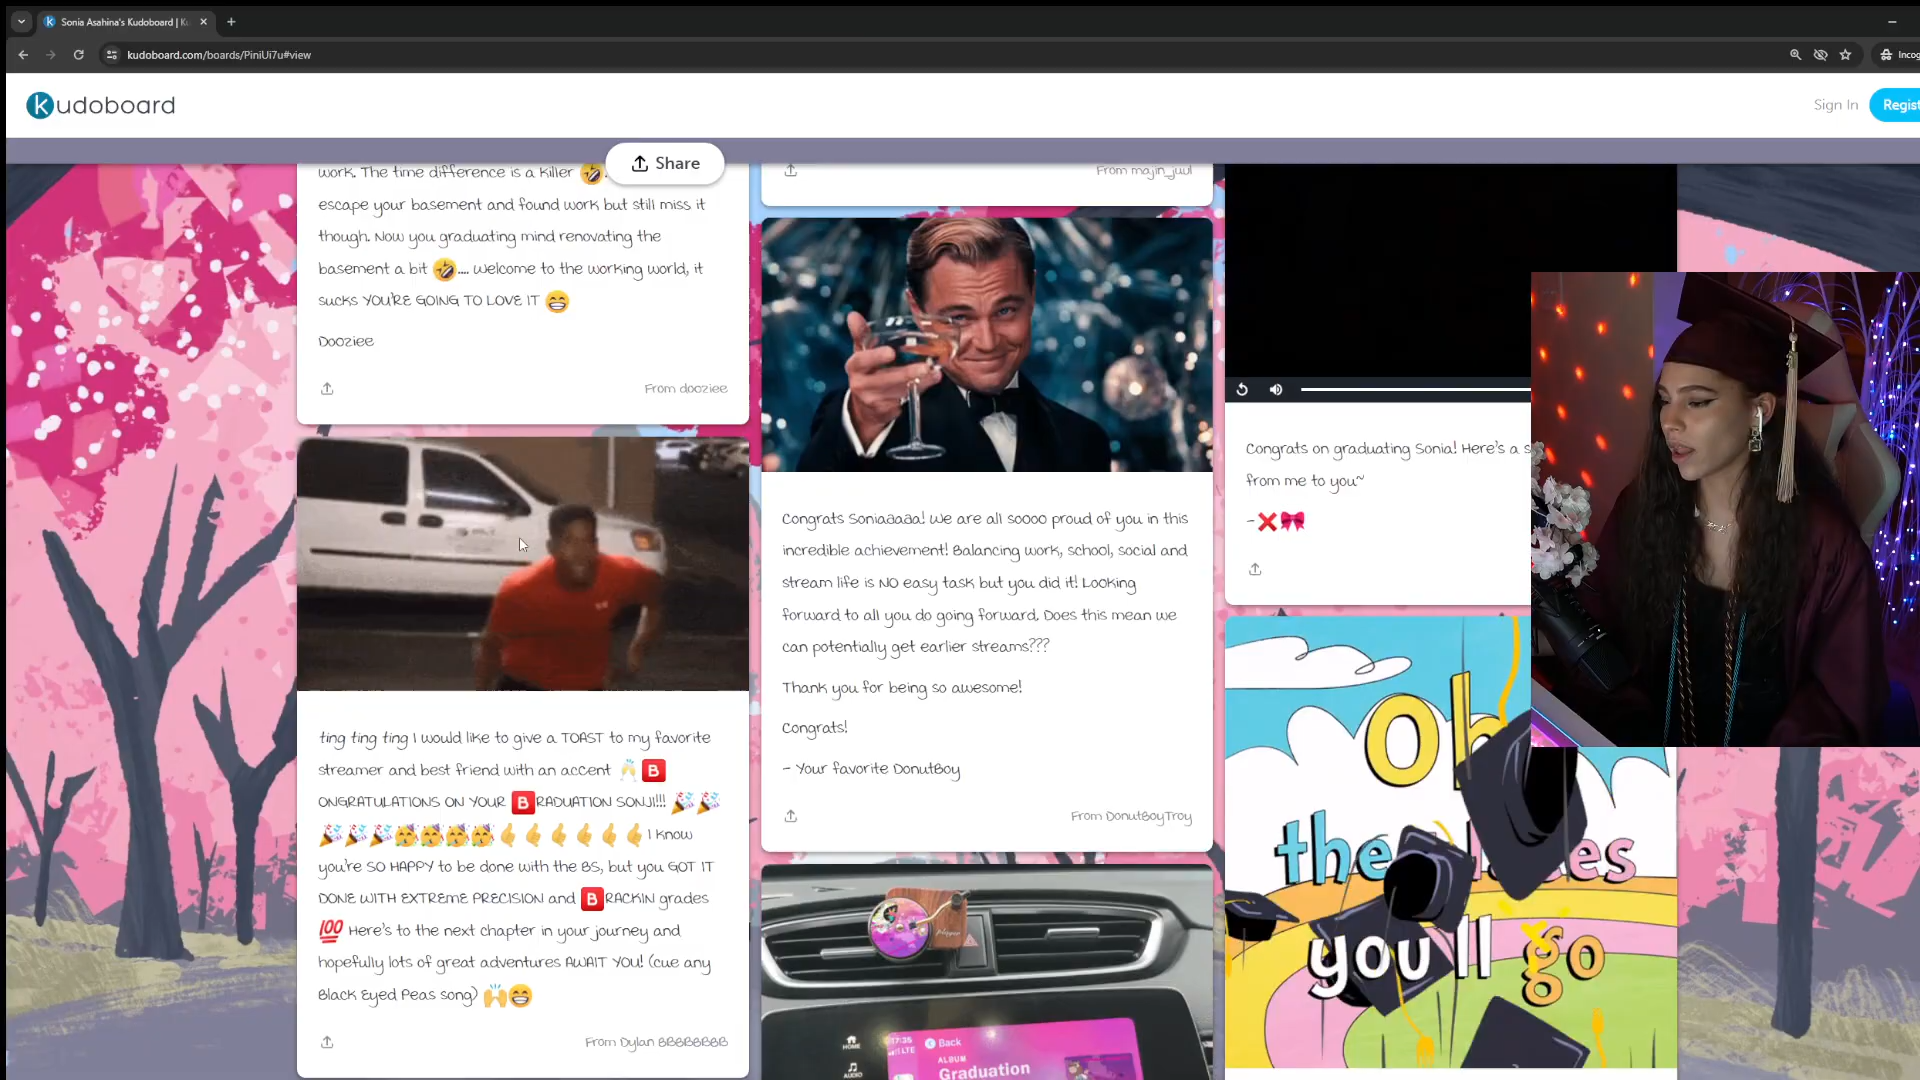 Sonia Asahina's Kudoboard | Ku
kudoboard.com/boards/PiniUi7u#view
Incog
kudoboard
Sign In
Regist
Share
work. The time difference is a killer 🤣.
escape your basement and found work but still miss it
though. Now you graduating mind renovating the
basement a bit 🤣.... Welcome to the working world, it
sucks YOU'RE GOING TO LOVE IT 😁
Dooziee
From dooziee
ting ting ting I would like to give a TOAST to my favorite
streamer and best friend with an accent 🥂 🅱️
ONGRATULATIONS ON YOUR 🅱️RADUATION SONJI!!! 🎉🎉
🎉🎉🎉🥳🥳🥳🥳🤙🤙🤙🤙🤙🤙 I know
you're SO HAPPY to be done with the BS, but you GOT IT
DONE WITH EXTREME PRECISION and 🅱️RACKIN grades
💯 Here's to the next chapter in your journey and
hopefully lots of great adventures AWAIT YOU! (cue any
Black Eyed Peas song) 🙌😁
From Dylan BBBBBBBB
From majin_juul
Congrats Soniaaaaa! We are all soooo proud of you in this
incredible achievement! Balancing work, school, social and
stream life is NO easy task but you did it! Looking
forward to all you do going forward, Does this mean we
can potentially get earlier streams???
Thank you for being so awesome!
Congrats!
- Your favorite DonutBoy
From DonutBoyTroy
17:35
LTE
Back
HOME
AUDIO
ALBUM
Graduation
Congrats on graduating Sonia! Here's a s
from me to you~
-❌🎀
Oh
the places
you'll go